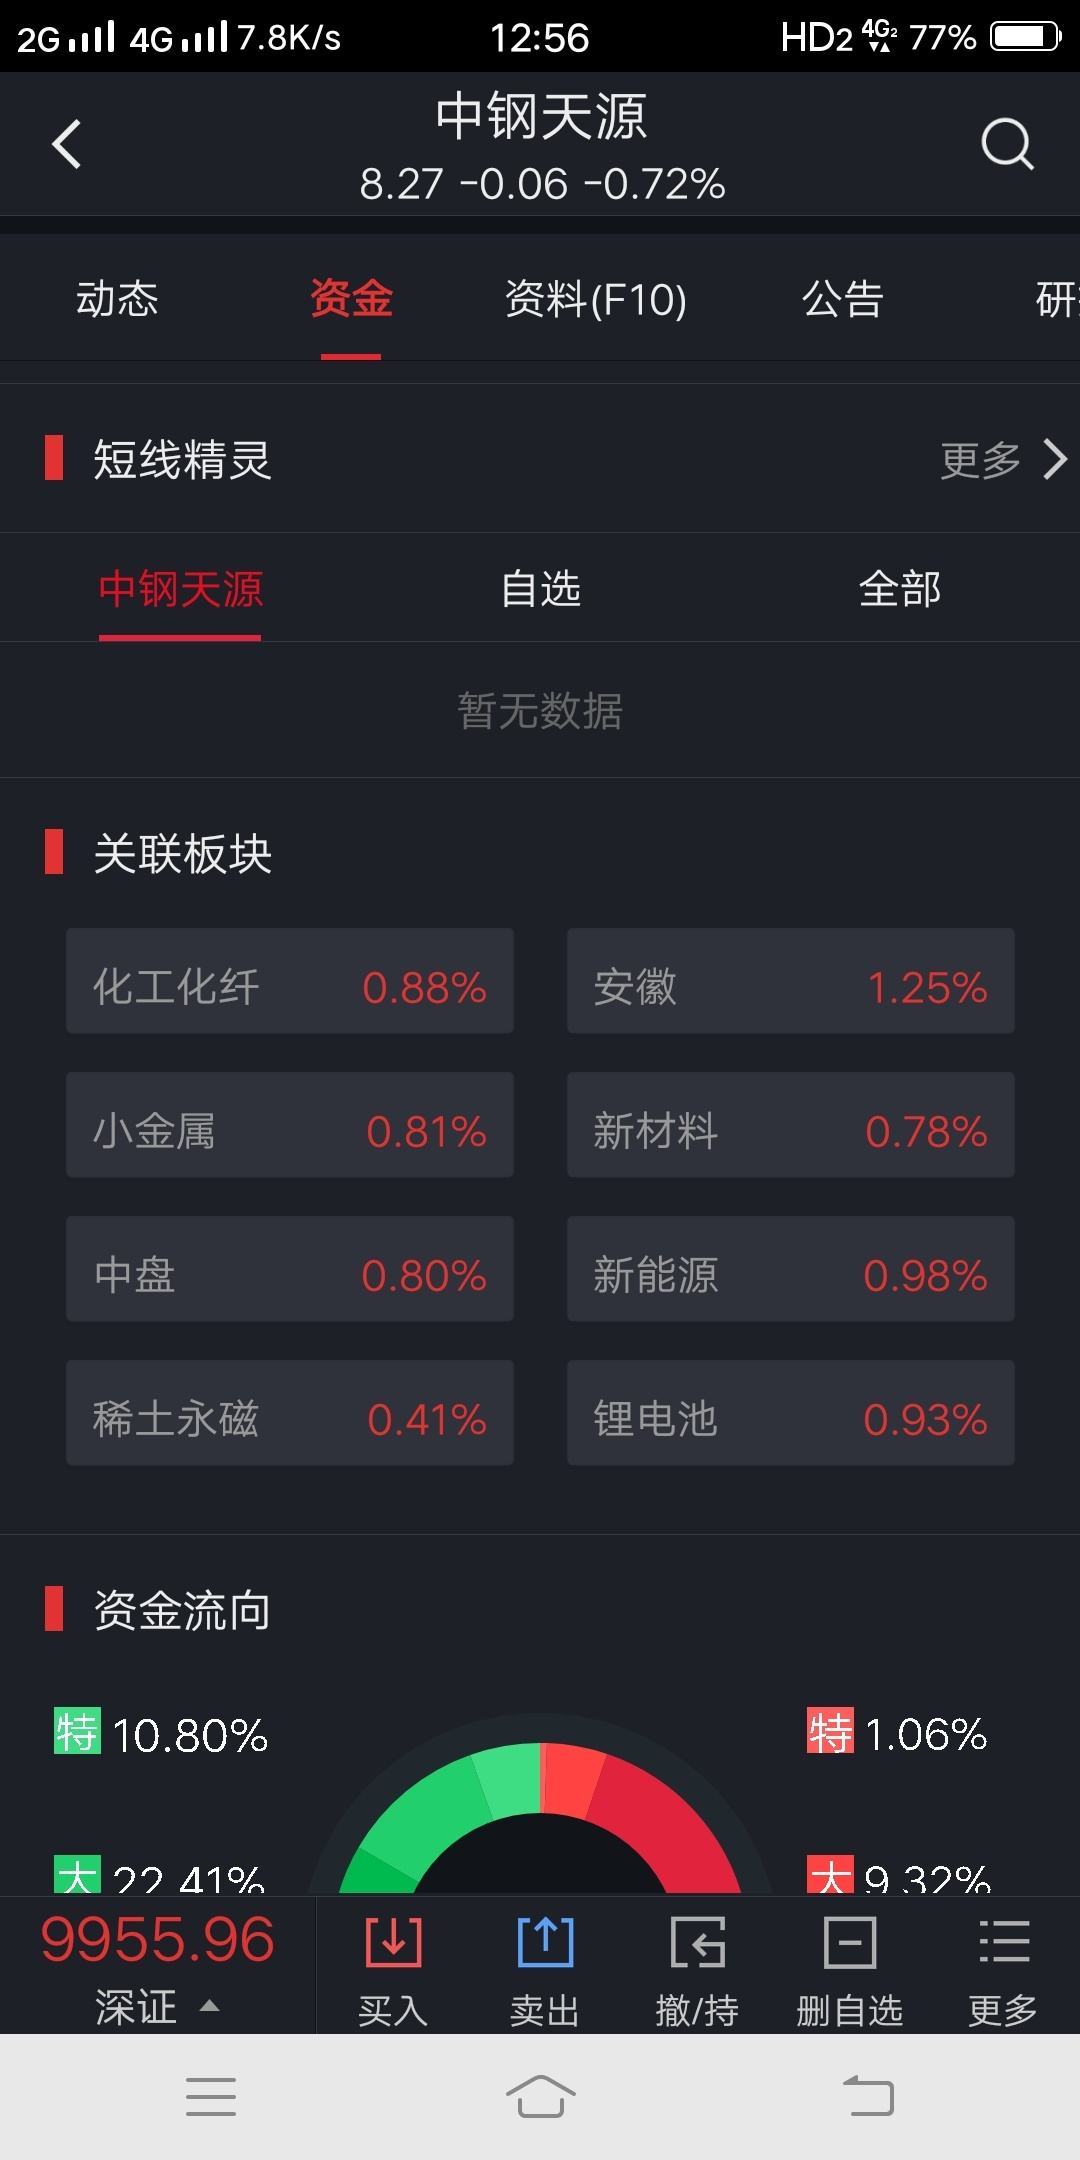 2G 4G 7.8K/s 12:56 HD2 4G2 77%
中钢天源
8.27 -0.06 -0.72%
动态 资金 资料(F10) 公告 研
短线精灵 更多
中钢天源 自选 全部
暂无数据
关联板块
化工化纤 0.88% 安徽 1.25%
小金属 0.81% 新材料 0.78%
中盘 0.80% 新能源 0.98%
稀土永磁 0.41% 锂电池 0.93%
资金流向
特 10.80% 特 1.06%
大 22.41% 大 9.32%
9955.96
深证 买入 卖出 撤/持 删自选 更多